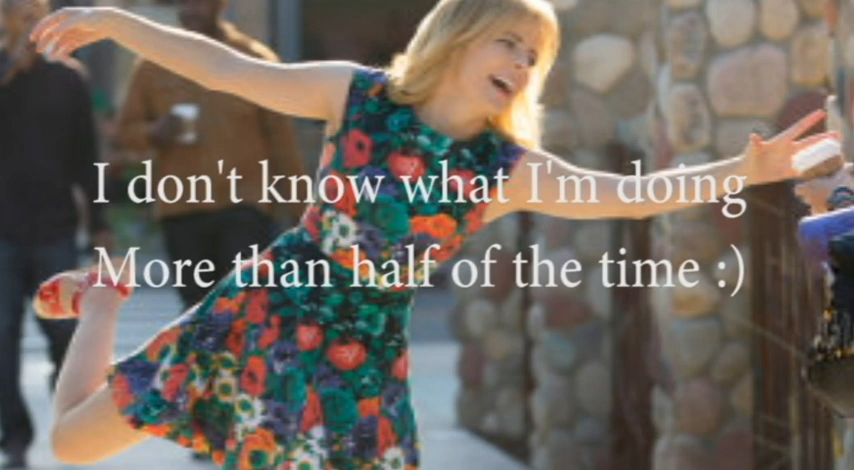 I don't know what I'm doing
More than half of the time :)